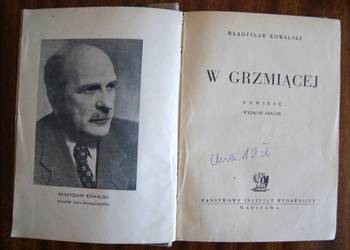 WŁADYSŁAW KOWALSKI
W GRZMIĄCEJ
POWIEŚĆ
WYDANIE DRUGIE
PAŃSTWOWY INSTYTUT WYDAWNICZY
WARSZAWA
WŁADYSŁAW KOWALSKI